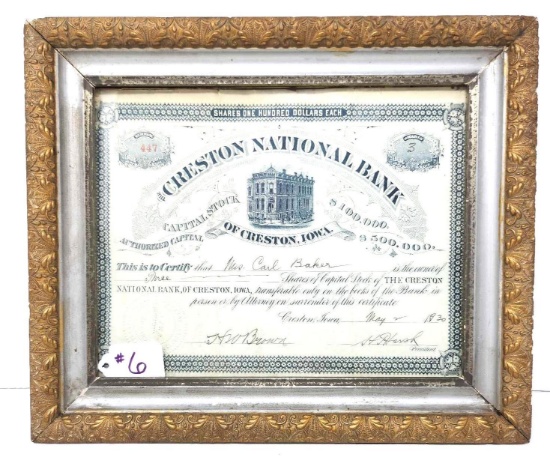 SHARES ONE HUNDRED DOLLARS EACH
447
3
THE CRESTON NATIONAL BANK
CAPITAL STOCK $100,000.
OF CRESTON, IOWA.
AUTHORIZED CAPITAL $500,000.
This is to Certify that Mrs Carl Baker is the owner of
Three Shares of Capital Stock of THE CRESTON
NATIONAL BANK, OF CRESTON, IOWA, transferable only on the books of the Bank in
person or by Attorney on surrender of this certificate
Creston, Iowa May 2 1930
President
#6